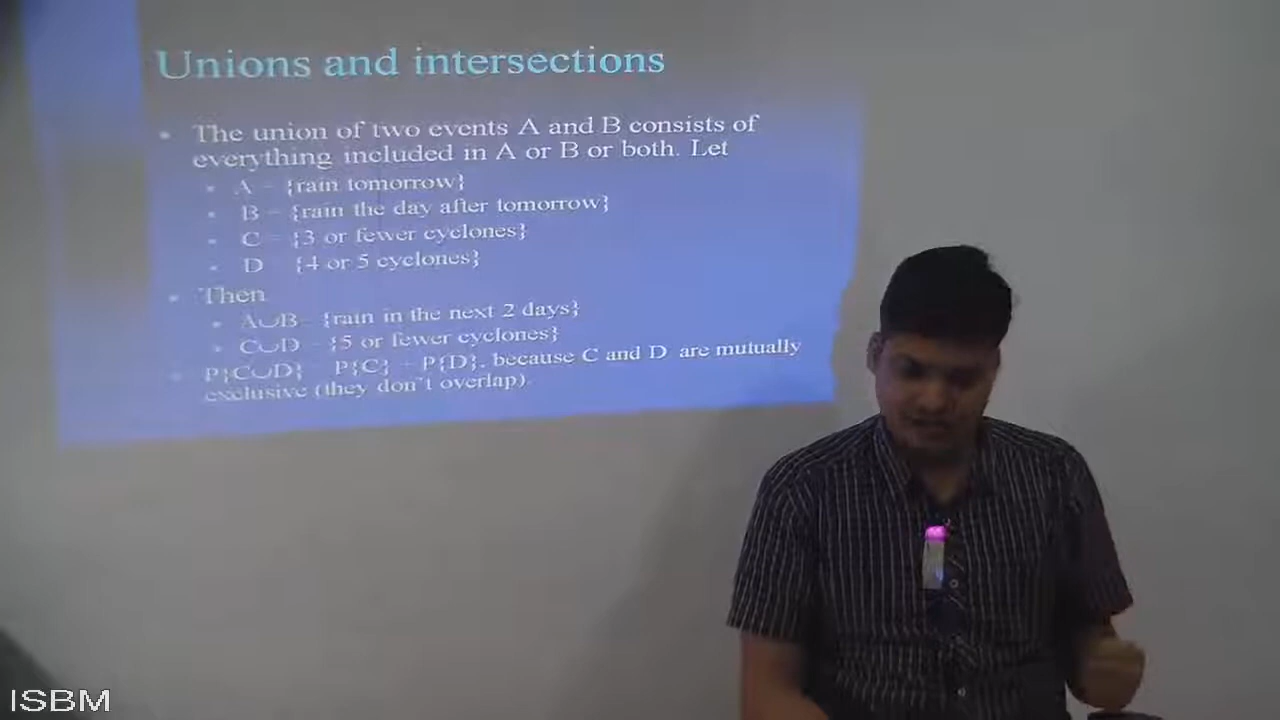 Unions and intersections
• The union of two events A and B consists of
everything included in A or B or both. Let
• A = {rain tomorrow}
• B = {rain the day after tomorrow}
• C = {3 or fewer cyclones}
• D = {4 or 5 cyclones}
• Then
• A∪B = {rain in the next 2 days}
• C∪D = {5 or fewer cyclones}
• P{C∪D} = P{C} + P{D}, because C and D are mutually
exclusive (they don't overlap).
ISBM